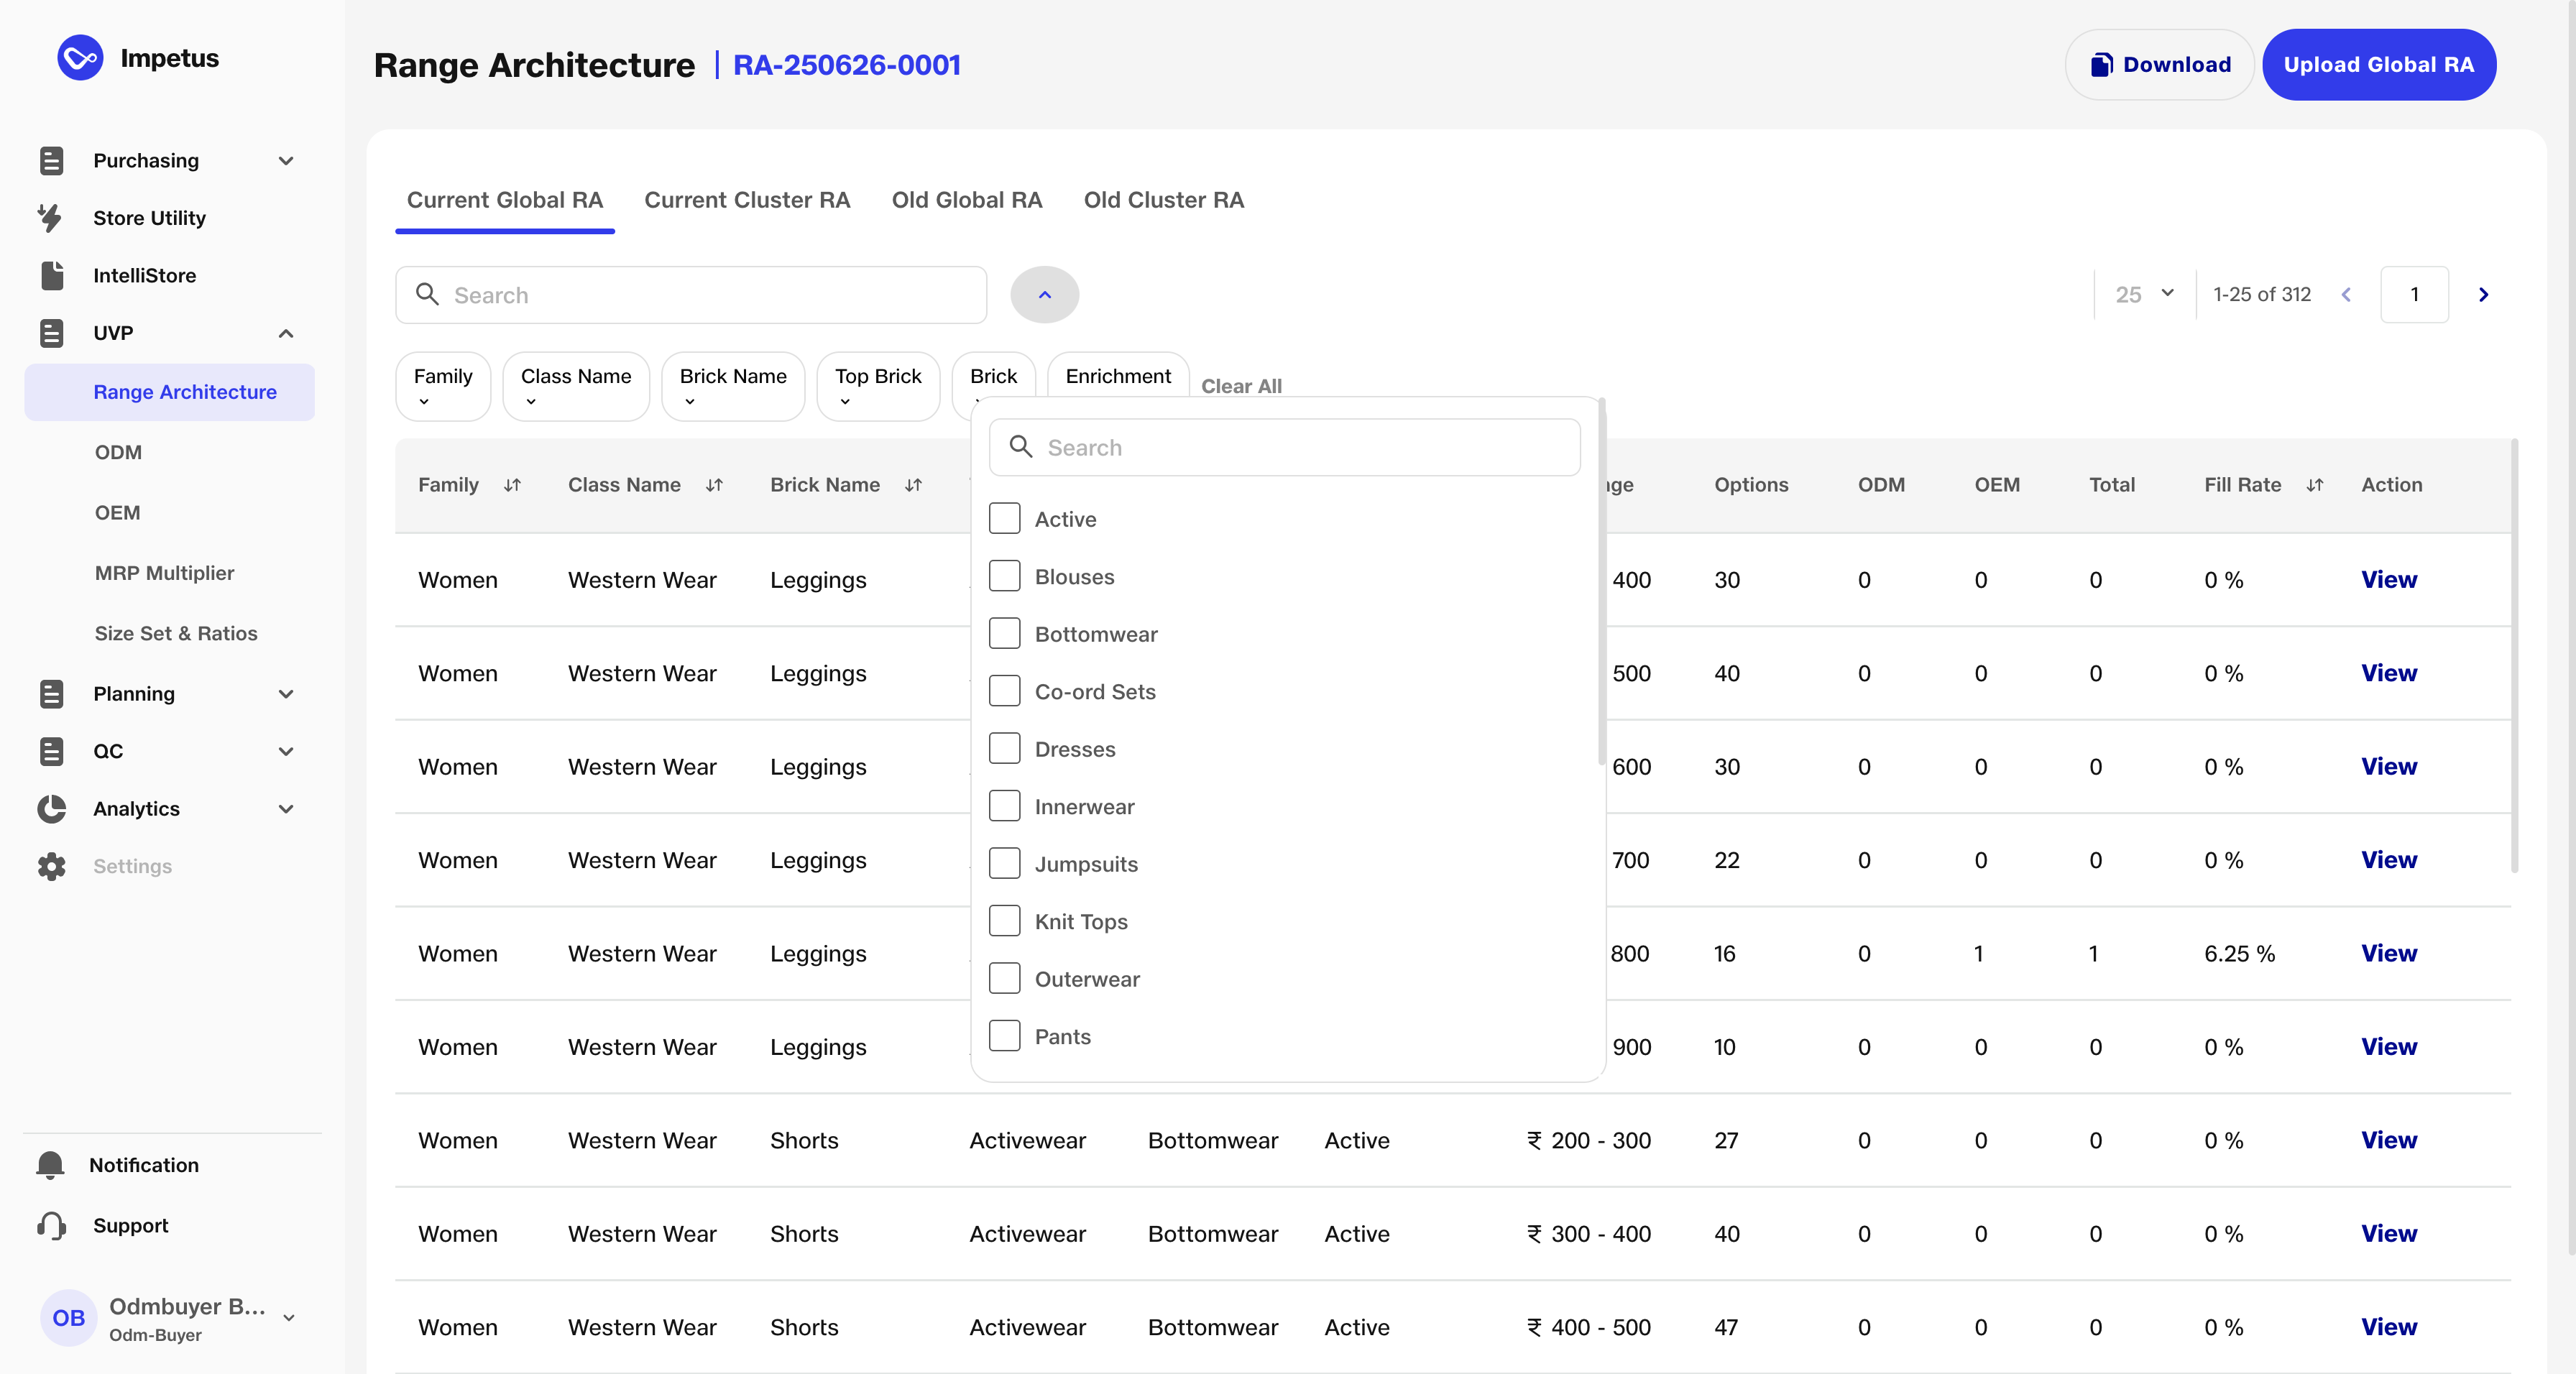 Impetus
Purchasing
Store Utility
IntelliStore
UVP
Range Architecture
ODM
OEM
MRP Multiplier
Size Set & Ratios
Planning
QC
Analytics
Settings
Notification
Support
OB
Odmbuyer B...
Odm-Buyer
Range Architecture | RA-250626-0001
Download
Upload Global RA
Current Global RA Current Cluster RA Old Global RA Old Cluster RA
Search
25 1-25 of 312 1
Family Class Name Brick Name Top Brick Brick Enrichment Clear All
Search
Active
Blouses
Bottomwear
Co-ord Sets
Dresses
Innerwear
Jumpsuits
Knit Tops
Outerwear
Pants
Family Class Name Brick Name Options ODM OEM Total Fill Rate Action
Women Western Wear Leggings 400 30 0 0 0 0 % View
Women Western Wear Leggings 500 40 0 0 0 0 % View
Women Western Wear Leggings 600 30 0 0 0 0 % View
Women Western Wear Leggings 700 22 0 0 0 0 % View
Women Western Wear Leggings 800 16 0 1 1 6.25 % View
Women Western Wear Leggings 900 10 0 0 0 0 % View
Women Western Wear Shorts Activewear Bottomwear Active ₹ 200 - 300 27 0 0 0 0 % View
Women Western Wear Shorts Activewear Bottomwear Active ₹ 300 - 400 40 0 0 0 0 % View
Women Western Wear Shorts Activewear Bottomwear Active ₹ 400 - 500 47 0 0 0 0 % View